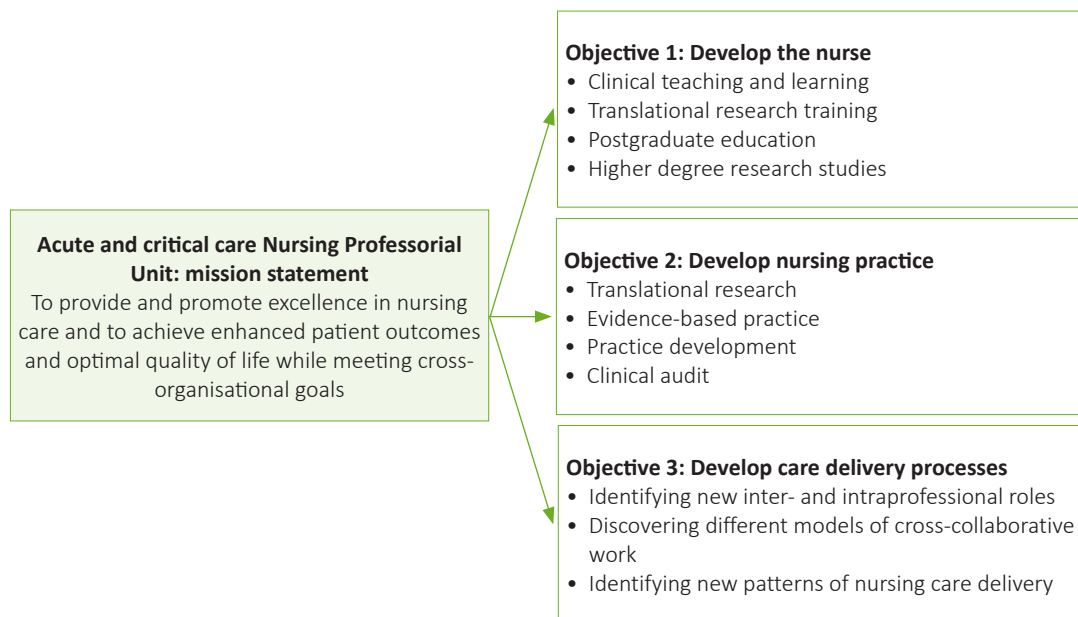 Acute and critical care Nursing Professorial
Unit: mission statement
To provide and promote excellence in nursing
care and to achieve enhanced patient outcomes
and optimal quality of life while meeting cross-
organisational goals
Objective 1: Develop the nurse
• Clinical teaching and learning
• Translational research training
• Postgraduate education
• Higher degree research studies
Objective 2: Develop nursing practice
• Translational research
• Evidence-based practice
• Practice development
• Clinical audit
Objective 3: Develop care delivery processes
• Identifying new inter- and intraprofessional roles
• Discovering different models of cross-collaborative
work
• Identifying new patterns of nursing care delivery